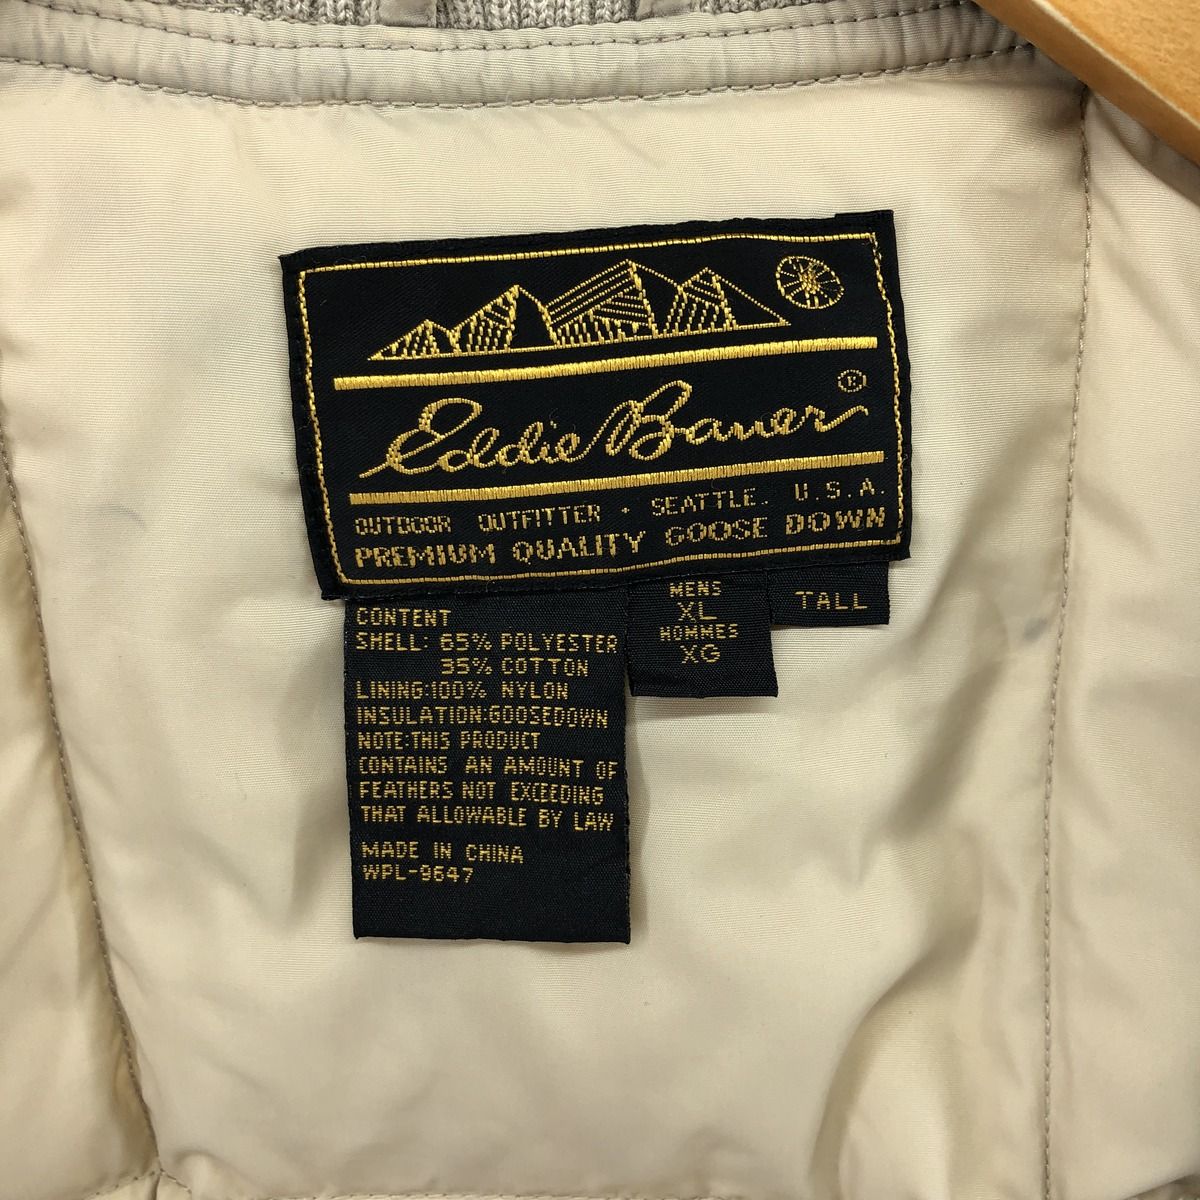 Eddie Bauer ®
OUTDOOR OUTFITTER · SEATTLE. U.S.A.
PREMIUM QUALITY GOOSE DOWN
CONTENT
SHELL: 65% POLYESTER
35% COTTON
LINING:100% NYLON
INSULATION:GOOSEDOWN
NOTE:THIS PRODUCT
CONTAINS AN AMOUNT OF
FEATHERS NOT EXCEEDING
THAT ALLOWABLE BY LAW
MADE IN CHINA
WPL-9647
MENS
XL
HOMMES
XG
TALL